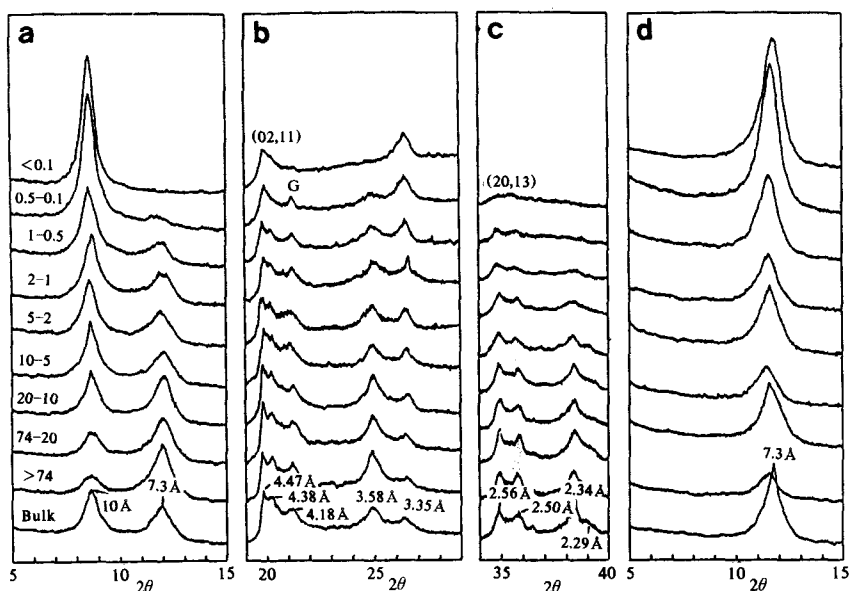 a
b
c
d
<0.1
0.5–0.1
1–0.5
2–1
5–2
10–5
20–10
74–20
>74
Bulk
10 Å
7.3 Å
5
10
15
2θ
(02,11)
G
4.47 Å
4.38 Å
4.18 Å
3.58 Å
3.35 Å
20
25
2θ
(20,13)
2.56 Å
2.50 Å
2.34 Å
2.29 Å
35
40
2θ
7.3 Å
5
10
15
2θ